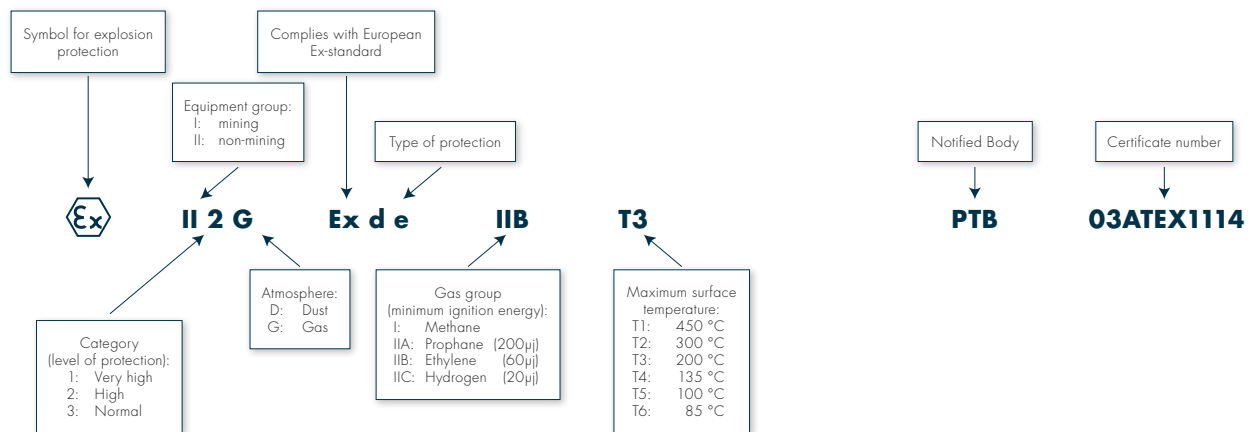 Symbol for explosion
protection
Complies with European
Ex-standard
Equipment group:
I: mining
II: non-mining
Type of protection
Notified Body
Certificate number
Ex II 2 G Ex d e IIB T3 PTB 03ATEX1114
Category
(level of protection):
1: Very high
2: High
3: Normal
Atmosphere:
D: Dust
G: Gas
Gas group
(minimum ignition energy):
I: Methane
IIA: Prophane (200µj)
IIB: Ethylene (60µj)
IIC: Hydrogen (20µj)
Maximum surface
temperature:
T1: 450 °C
T2: 300 °C
T3: 200 °C
T4: 135 °C
T5: 100 °C
T6: 85 °C